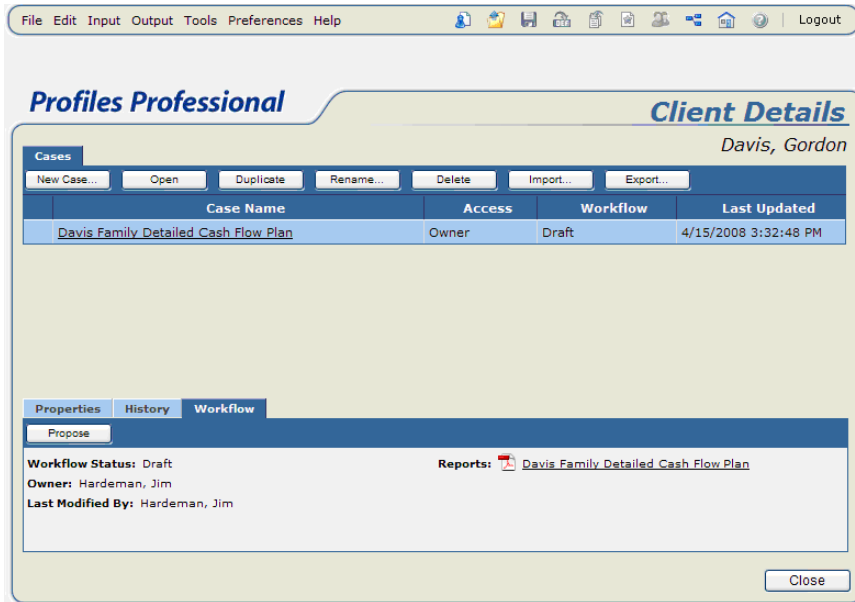 File Edit Input Output Tools Preferences Help Logout
Profiles Professional
Client Details
Davis, Gordon
Cases
New Case... Open Duplicate Rename... Delete Import... Export...
Case Name Access Workflow Last Updated
Davis Family Detailed Cash Flow Plan Owner Draft 4/15/2008 3:32:48 PM
Properties History Workflow
Propose
Workflow Status: Draft Reports: Davis Family Detailed Cash Flow Plan
Owner: Hardeman, Jim
Last Modified By: Hardeman, Jim
Close